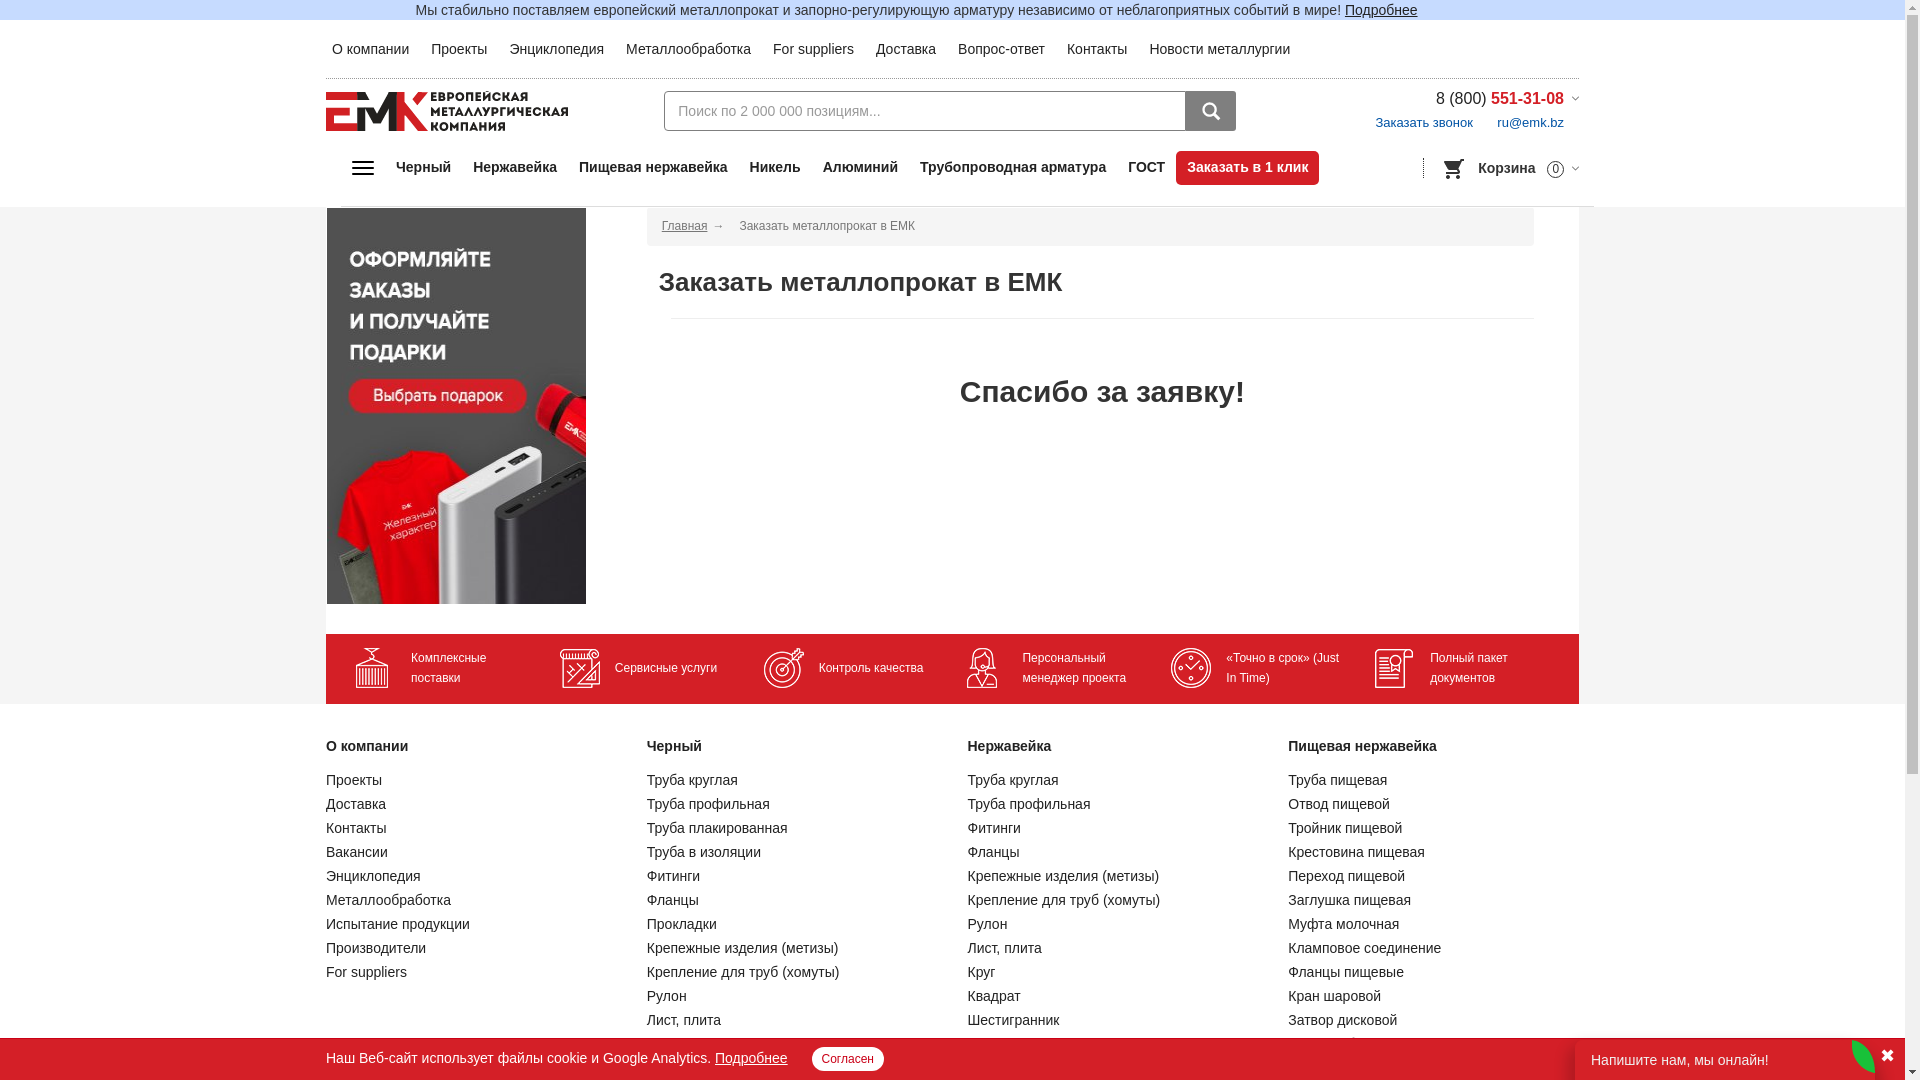 Мы стабильно поставляем европейский металлопрокат и запорно-регулирующую арматуру независимо от неблагоприятных событий в мире! Подробнее
О компании Проекты Энциклопедия Металлообработка For suppliers Доставка Вопрос-ответ Контакты Новости металлургии
ЕМК ЕВРОПЕЙСКАЯ
МЕТАЛЛУРГИЧЕСКАЯ
КОМПАНИЯ
Поиск по 2 000 000 позициям...
8 (800) 551-31-08
Заказать звонок ru@emk.bz
Черный Нержавейка Пищевая нержавейка Никель Алюминий Трубопроводная арматура ГОСТ Заказать в 1 клик
Корзина 0
ОФОРМЛЯЙТЕ
ЗАКАЗЫ
И ПОЛУЧАЙТЕ
ПОДАРКИ
Выбрать подарок
ЕМК
ЕМК
Железный
характер
Главная → Заказать металлопрокат в ЕМК
Заказать металлопрокат в ЕМК
Спасибо за заявку!
Комплексные
поставки
Сервисные услуги
Контроль качества
Персональный
менеджер проекта
«Точно в срок» (Just
In Time)
Полный пакет
документов
О компании
Проекты
Доставка
Контакты
Вакансии
Энциклопедия
Металлообработка
Испытание продукции
Производители
For suppliers
Черный
Труба круглая
Труба профильная
Труба плакированная
Труба в изоляции
Фитинги
Фланцы
Прокладки
Крепежные изделия (метизы)
Крепление для труб (хомуты)
Рулон
Лист, плита
Нержавейка
Труба круглая
Труба профильная
Фитинги
Фланцы
Крепежные изделия (метизы)
Крепление для труб (хомуты)
Рулон
Лист, плита
Круг
Квадрат
Шестигранник
Пищевая нержавейка
Труба пищевая
Отвод пищевой
Тройник пищевой
Крестовина пищевая
Переход пищевой
Заглушка пищевая
Муфта молочная
Кламповое соединение
Фланцы пищевые
Кран шаровой
Затвор дисковой
Наш Веб-сайт использует файлы cookie и Google Analytics. Подробнее Согласен
Напишите нам, мы онлайн!